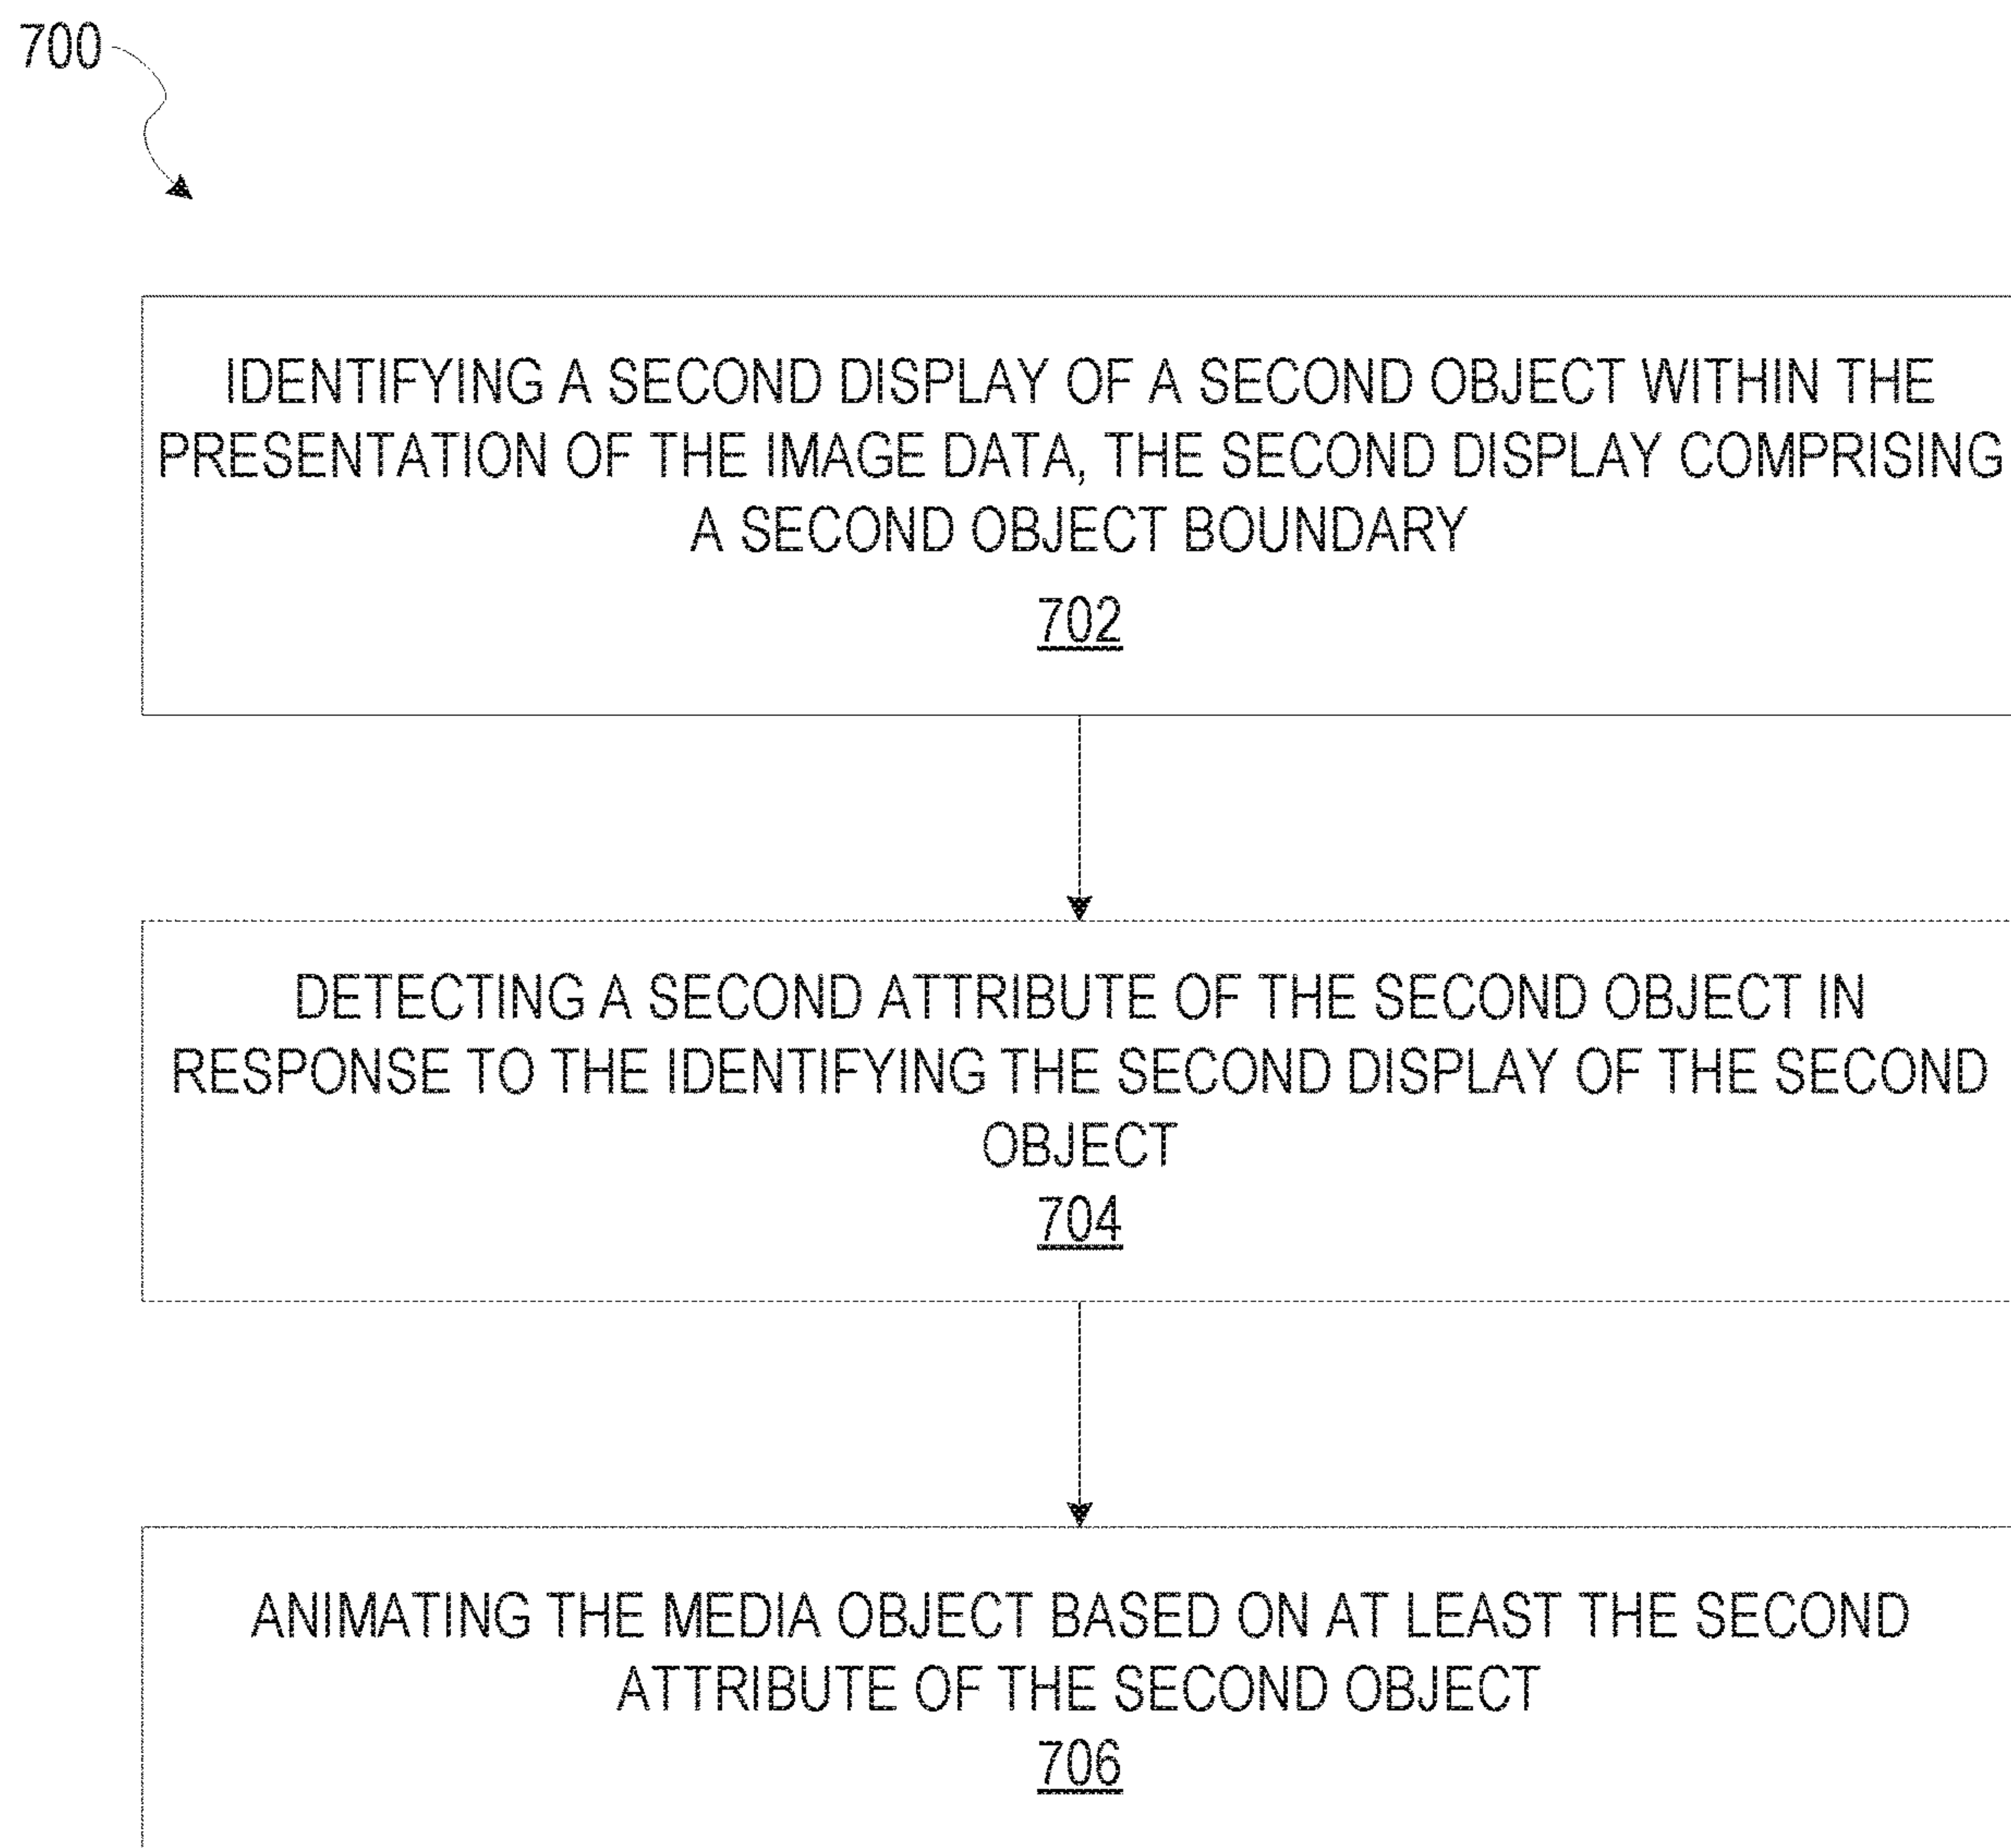 700
IDENTIFYING A SECOND DISPLAY OF A SECOND OBJECT WITHIN THE
PRESENTATION OF THE IMAGE DATA, THE SECOND DISPLAY COMPRISING
A SECOND OBJECT BOUNDARY
702
DETECTING A SECOND ATTRIBUTE OF THE SECOND OBJECT IN
RESPONSE TO THE IDENTIFYING THE SECOND DISPLAY OF THE SECOND
OBJECT
704
ANIMATING THE MEDIA OBJECT BASED ON AT LEAST THE SECOND
ATTRIBUTE OF THE SECOND OBJECT
706